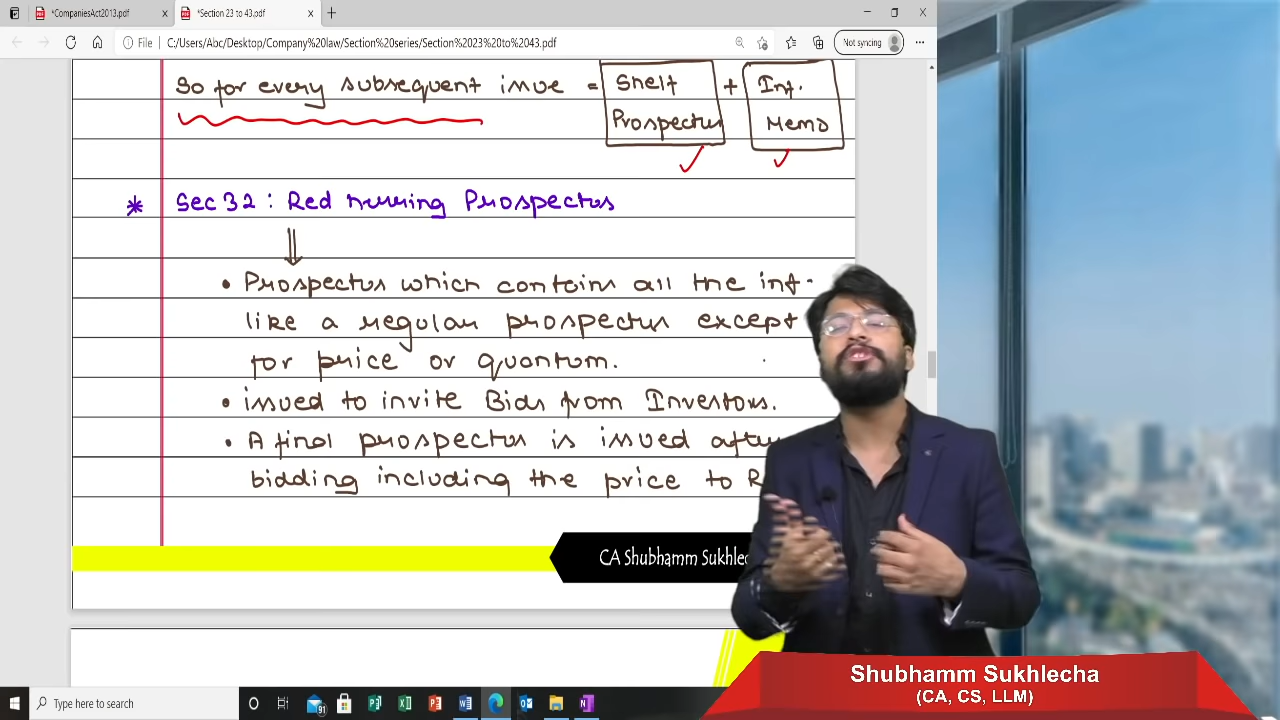 *CompaniesAct2013.pdf
*Section 23 to 43.pdf
File
C:/Users/Abc/Desktop/Company%20law/Section%20series/Section%2023%20to%2043.pdf
Not syncing
So for every subsequent issue = Shelf Prospectus + Inf. Memo
* Sec 32 : Red Herring Prospectus
• Prospectus which contains all the inf-
like a regular prospectus except
for price or quantum.
• issued to invite Bids from Investors.
• A final prospectus is issued after
bidding including the price to
CA Shubhamm
Type here to search
91
Shubhamm Sukhlecha
(CA, CS, LLM)